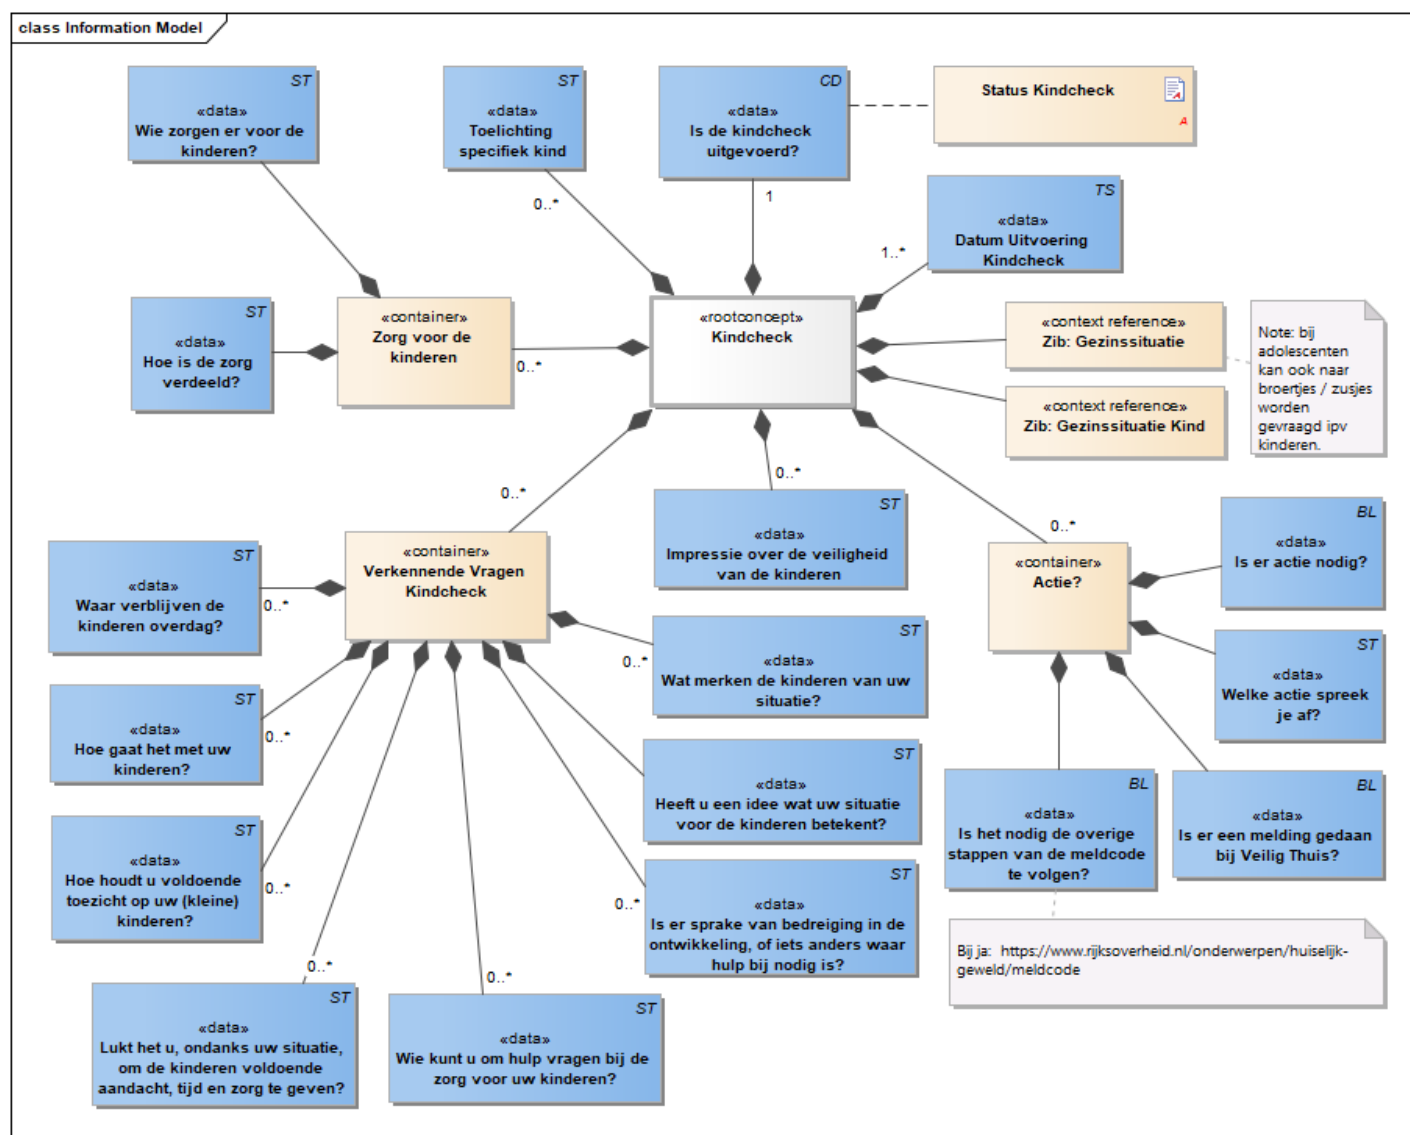 class Information Model
ST
«data»
Wie zorgen er voor de
kinderen?
ST
«data»
Toelichting
specifiek kind
0..*
CD
«data»
Is de kindcheck
uitgevoerd?
1
Status Kindcheck
A
TS
«data»
Datum Uitvoering
Kindcheck
1..*
ST
«data»
Hoe is de zorg
verdeeld?
«container»
Zorg voor de
kinderen
0..*
«rootconcept»
Kindcheck
«context reference»
Zib: Gezinssituatie
«context reference»
Zib: Gezinssituatie Kind
Note: bij
adolescenten
kan ook naar
broertjes / zusjes
worden
gevraagd ipv
kinderen.
0..*
0..*
0..*
ST
«data»
Impressie over de veiligheid
van de kinderen
«container»
Verkennende Vragen
Kindcheck
«container»
Actie?
BL
«data»
Is er actie nodig?
ST
«data»
Waar verblijven de
kinderen overdag?
0..*
ST
«data»
Wat merken de kinderen van uw
situatie?
0..*
ST
«data»
Welke actie spreek
je af?
ST
«data»
Hoe gaat het met uw
kinderen?
0..*
ST
«data»
Heeft u een idee wat uw situatie
voor de kinderen betekent?
BL
«data»
Is het nodig de overige
stappen van de meldcode
te volgen?
BL
«data»
Is er een melding gedaan
bij Veilig Thuis?
ST
«data»
Hoe houdt u voldoende
toezicht op uw (kleine)
kinderen?
0..*
ST
«data»
Is er sprake van bedreiging in de
ontwikkeling, of iets anders waar
hulp bij nodig is?
0..*
Bij ja: https://www.rijksoverheid.nl/onderwerpen/huiselijk-
geweld/meldcode
0..*
ST
«data»
Lukt het u, ondanks uw situatie,
om de kinderen voldoende
aandacht, tijd en zorg te geven?
0..*
ST
«data»
Wie kunt u om hulp vragen bij de
zorg voor uw kinderen?